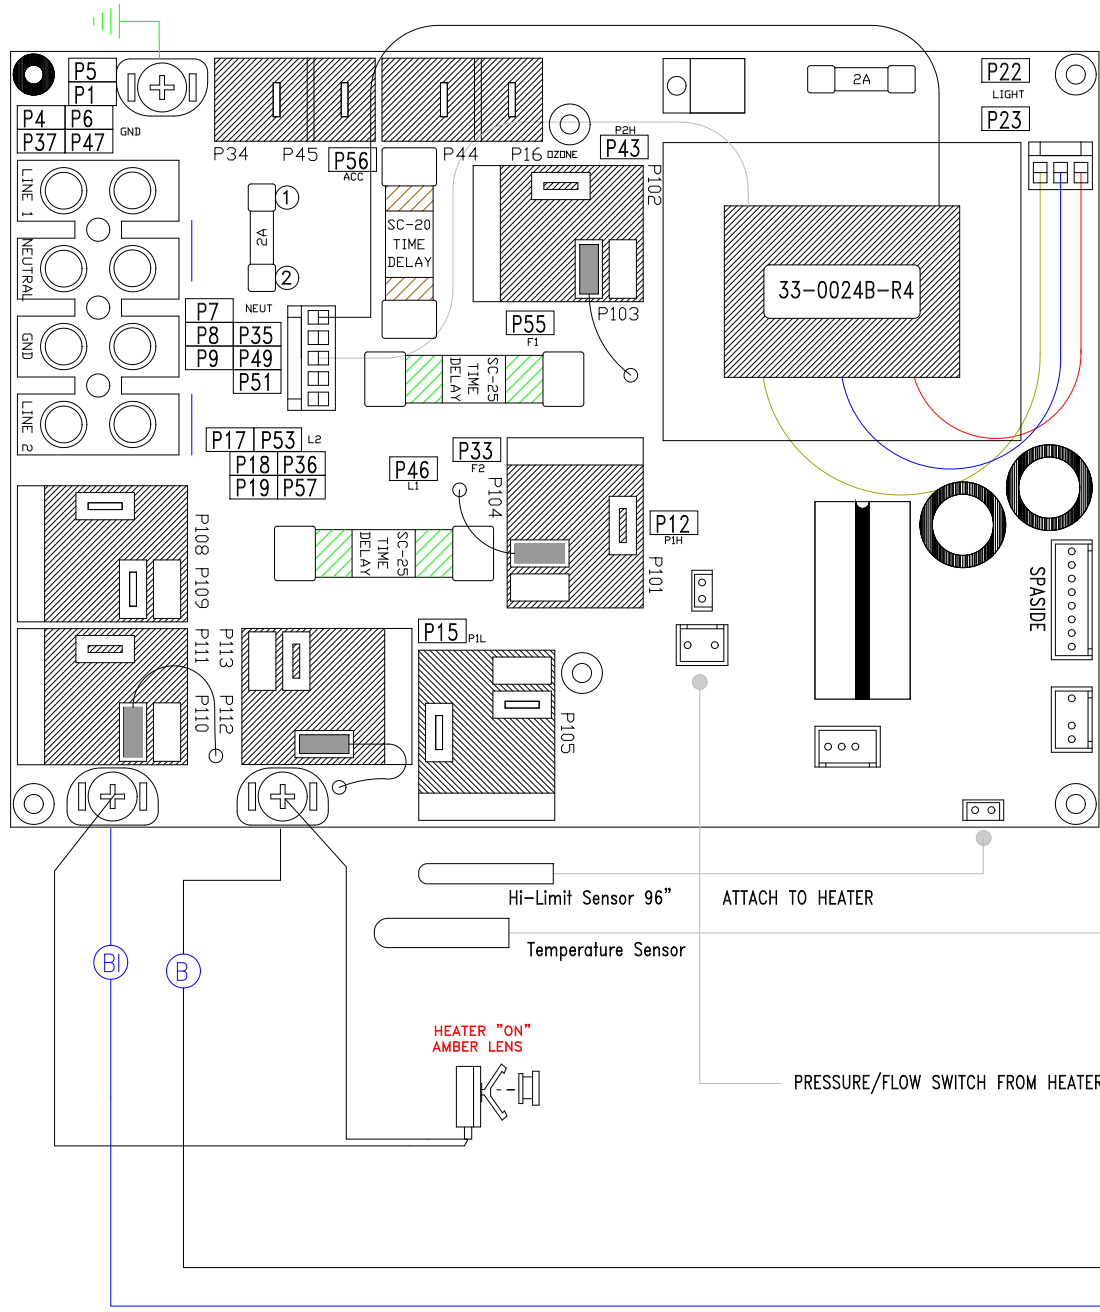 P5
P1
P4 P6
P37 P47
GND
P34 P45 P44 P16
P56
ACC
OZONE
P2H
P43
2A
P22
LIGHT
P23
LINE 1
NEUTRAL
GND
LINE 2
1
2A
2
SC-20
TIME
DELAY
P102
P103
33-0024B-R4
P7
NEUT
P8 P35
P9 P49
P51
P55
F1
SC-25
TIME
DELAY
P17 P53 L2
P18 P36
P19 P57
P46
L1
P33
F2
P104
P12
P1H
P101
SC-25
TIME
DELAY
P108
P109
P111
P110
P113
P112
P15
P1L
P105
SPASIDE
Hi-Limit Sensor 96” ATTACH TO HEATER
Temperature Sensor
BI
B
HEATER ”ON”
AMBER LENS
PRESSURE/FLOW SWITCH FROM HEATER